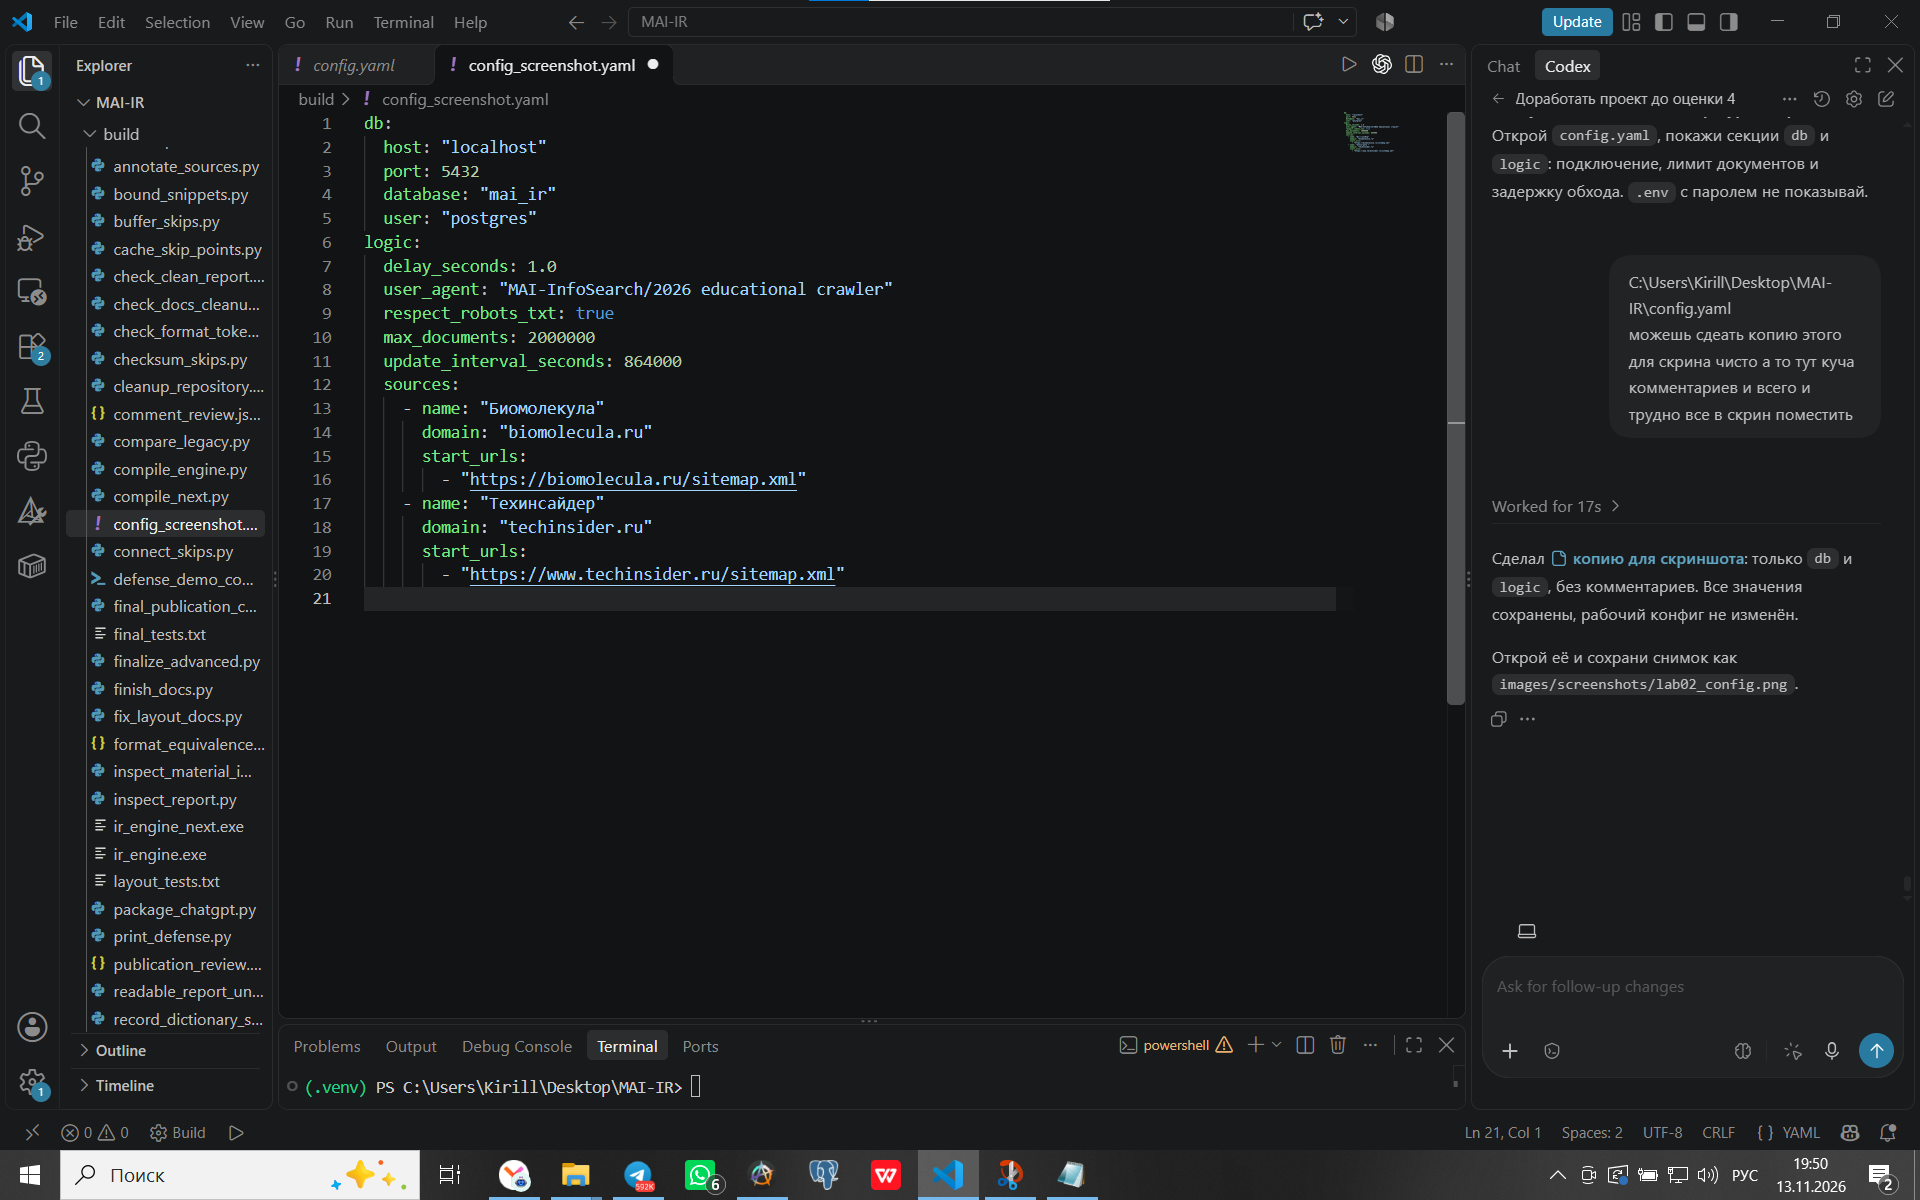 File Edit Selection View Go Run Terminal Help
MAI-IR
Update
Explorer
MAI-IR
build
annotate_sources.py
bound_snippets.py
buffer_skips.py
cache_skip_points.py
check_clean_report....
check_docs_cleanu...
check_format_toke...
checksum_skips.py
cleanup_repository....
comment_review.js...
compare_legacy.py
compile_engine.py
compile_next.py
config_screenshot....
connect_skips.py
defense_demo_co...
final_publication_c...
final_tests.txt
finalize_advanced.py
finish_docs.py
fix_layout_docs.py
format_equivalence...
inspect_material_i...
inspect_report.py
ir_engine_next.exe
ir_engine.exe
layout_tests.txt
package_chatgpt.py
print_defense.py
publication_review....
readable_report_un...
record_dictionary_s...
Outline
Timeline
1
2
1
config.yaml
config_screenshot.yaml
build > config_screenshot.yaml
1 db:
2 host: "localhost"
3 port: 5432
4 database: "mai_ir"
5 user: "postgres"
6 logic:
7 delay_seconds: 1.0
8 user_agent: "MAI-InfoSearch/2026 educational crawler"
9 respect_robots_txt: true
10 max_documents: 2000000
11 update_interval_seconds: 864000
12 sources:
13 - name: "Биомолекула"
14 domain: "biomolecula.ru"
15 start_urls:
16 - "https://biomolecula.ru/sitemap.xml"
17 - name: "Техинсайдер"
18 domain: "techinsider.ru"
19 start_urls:
20 - "https://www.techinsider.ru/sitemap.xml"
21
Problems Output Debug Console Terminal Ports
powershell
(.venv) PS C:\Users\Kirill\Desktop\MAI-IR>
Chat Codex
Доработать проект до оценки 4
Открой config.yaml, покажи секции db и
logic: подключение, лимит документов и
задержку обхода. .env с паролем не показывай.
C:\Users\Kirill\Desktop\MAI-
IR\config.yaml
можешь сдеать копию этого
для скрина чисто а то тут куча
комментариев и всего и
трудно все в скрин поместить
Worked for 17s
Сделал копию для скриншота: только db и
logic, без комментариев. Все значения
сохранены, рабочий конфиг не изменён.
Открой её и сохрани снимок как
images/screenshots/lab02_config.png.
Ask for follow-up changes
0 0 Build
Ln 21, Col 1 Spaces: 2 UTF-8 CRLF { } YAML
Поиск
592K
6
РУС
19:50
13.11.2026
2